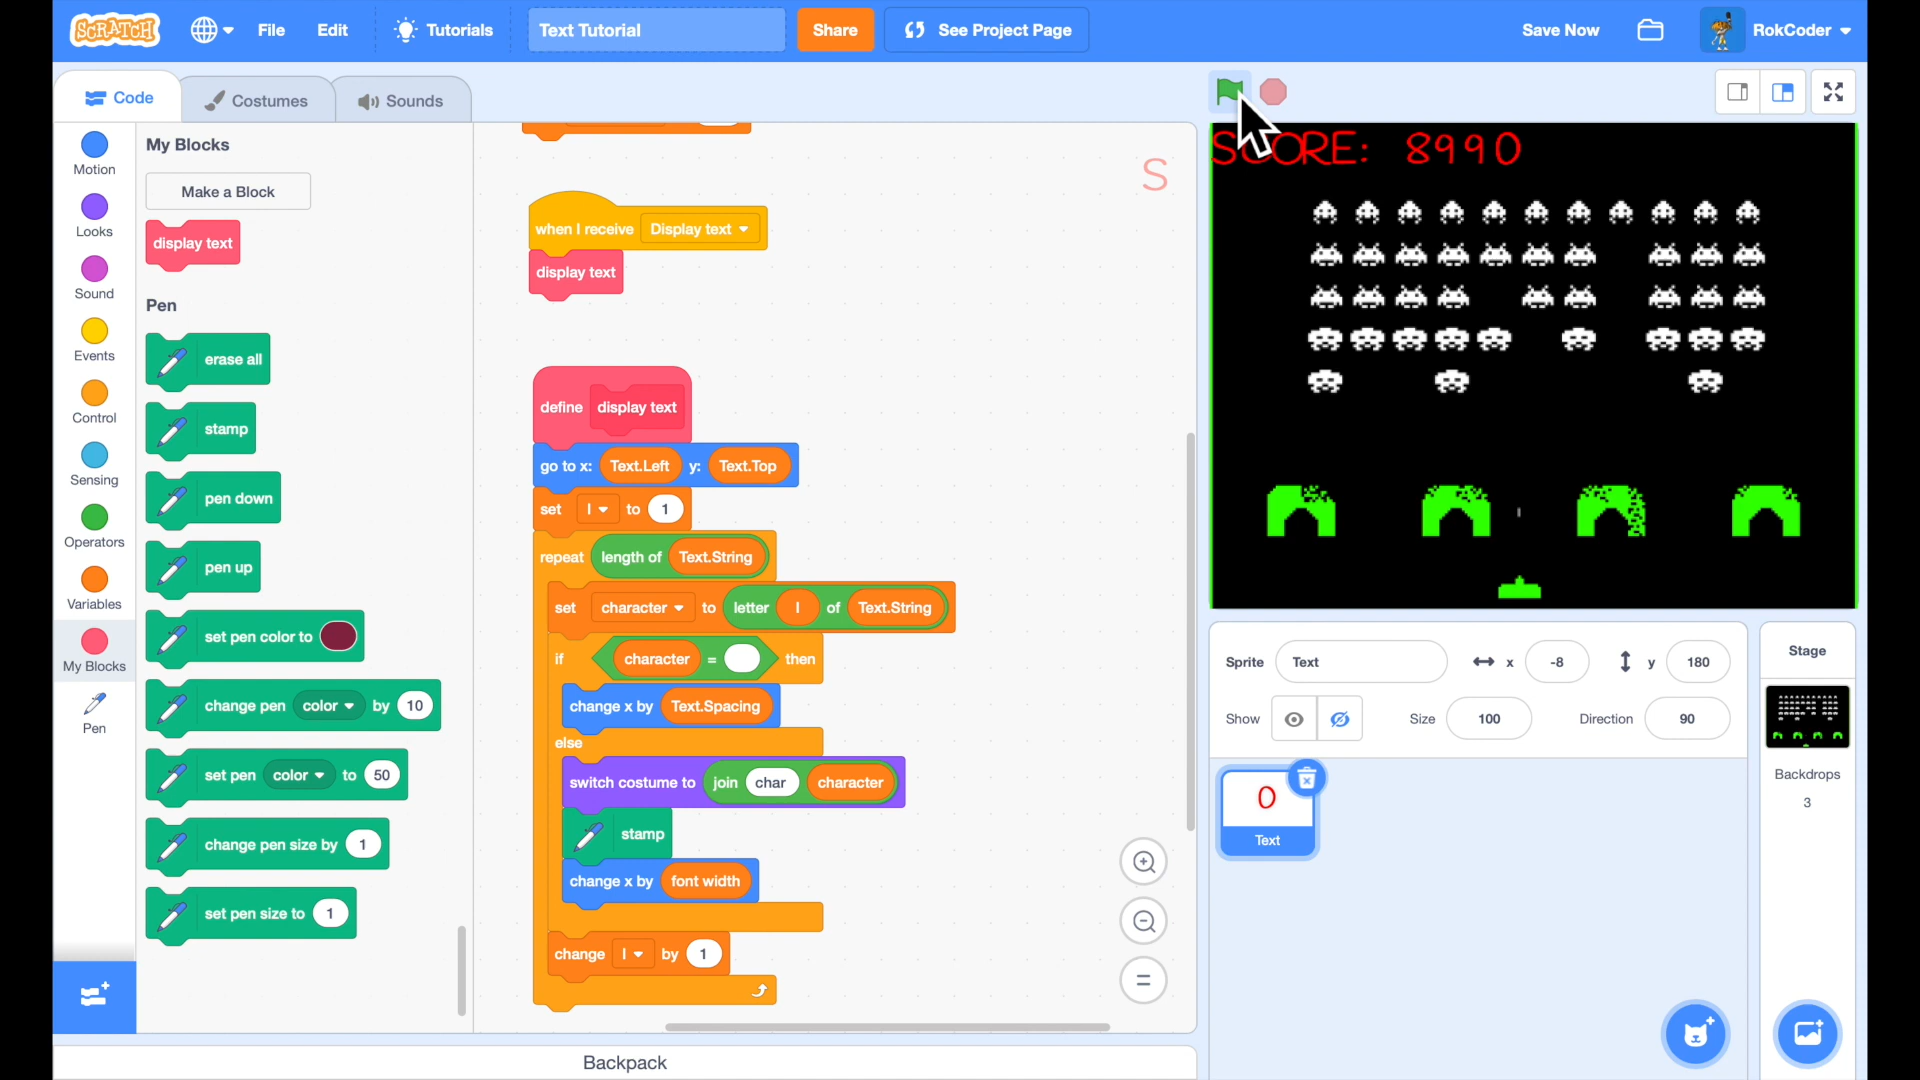 SCRATCH File Edit Tutorials Text Tutorial Share See Project Page Save Now RokCoder
Code Costumes Sounds
My Blocks
Make a Block
display text
Pen
erase all
stamp
pen down
pen up
set pen color to
change pen color by 10
set pen color to 50
change pen size by 1
set pen size to 1
Motion
Looks
Sound
Events
Control
Sensing
Operators
Variables
My Blocks
Pen
S
when I receive Display text
display text
define display text
go to x: Text.Left y: Text.Top
set I to 1
repeat length of Text.String
set character to letter I of Text.String
if character = then
change x by Text.Spacing
else
switch costume to join char character
stamp
change x by font width
change I by 1
Backpack
SCORE: 8990
Sprite Text x -8 y 180
Show Size 100 Direction 90
0
Text
Stage
Backdrops
3